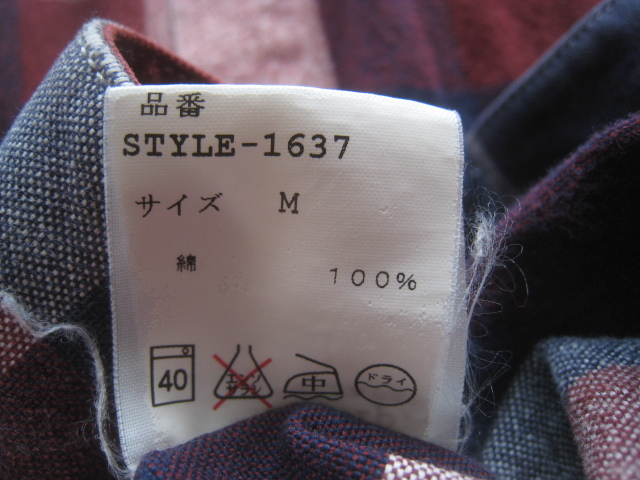 品番
STYLE-1637
サイズ M
綿 100%
40 中 ドライ